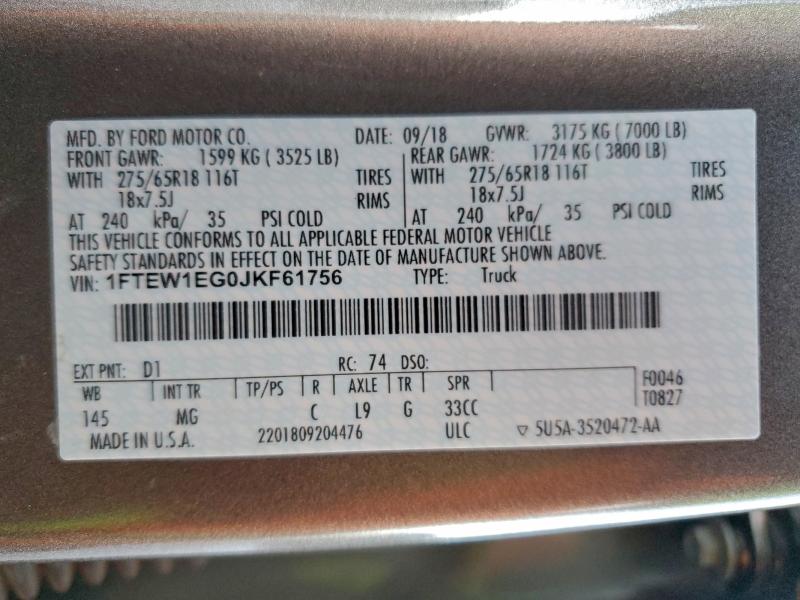 MFD. BY FORD MOTOR CO. DATE: 09/18 GVWR: 3175 KG ( 7000 LB)
FRONT GAWR: 1599 KG ( 3525 LB) REAR GAWR: 1724 KG ( 3800 LB)
WITH 275/65R18 116T TIRES WITH 275/65R18 116T TIRES
18x7.5J RIMS 18x7.5J RIMS
AT 240 kPa/ 35 PSI COLD AT 240 kPa/ 35 PSI COLD
THIS VEHICLE CONFORMS TO ALL APPLICABLE FEDERAL MOTOR VEHICLE
SAFETY STANDARDS IN EFFECT ON THE DATE OF MANUFACTURE SHOWN ABOVE.
VIN: 1FTEW1EG0JKF61756 TYPE: Truck
EXT PNT: D1 RC: 74 DSO:
WB INT TR TP/PS R AXLE TR SPR F0046
145 MG C L9 G 33CC T0827
MADE IN U.S.A. 2201809204476 ULC ▽ 5U5A-3520472-AA